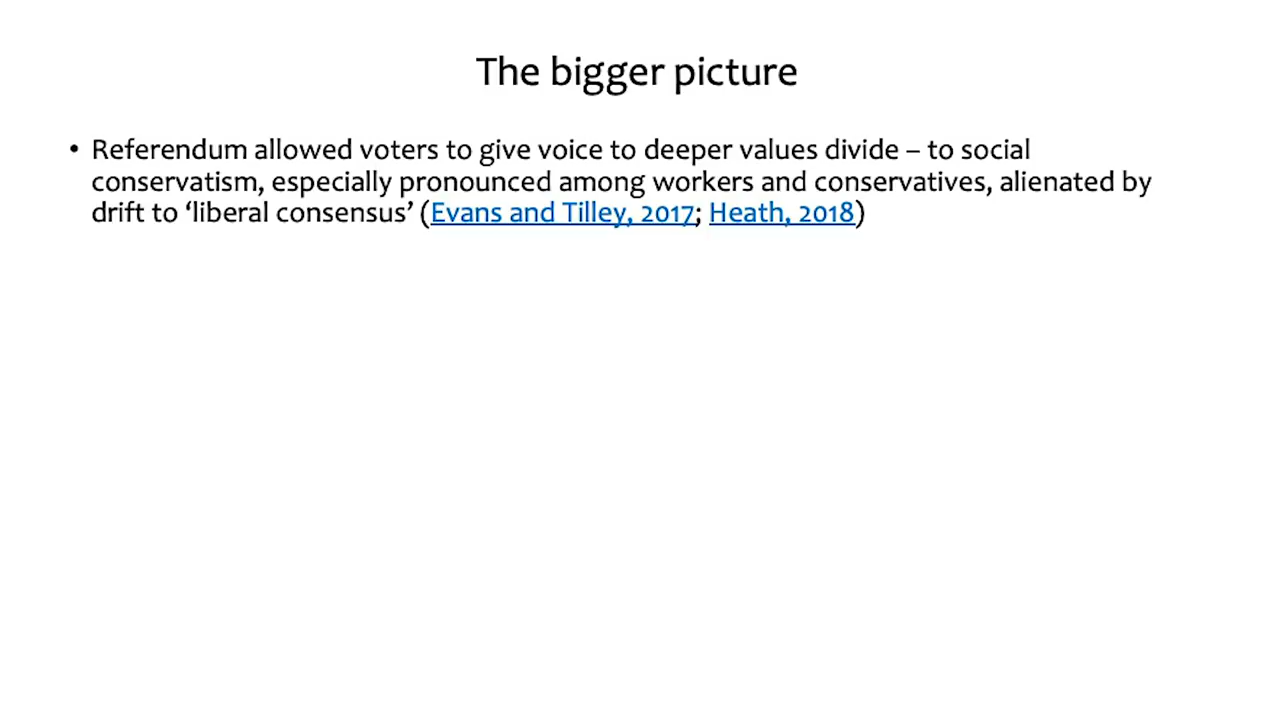 The bigger picture
• Referendum allowed voters to give voice to deeper values divide – to social
conservatism, especially pronounced among workers and conservatives, alienated by
drift to ‘liberal consensus’ (Evans and Tilley, 2017; Heath, 2018)